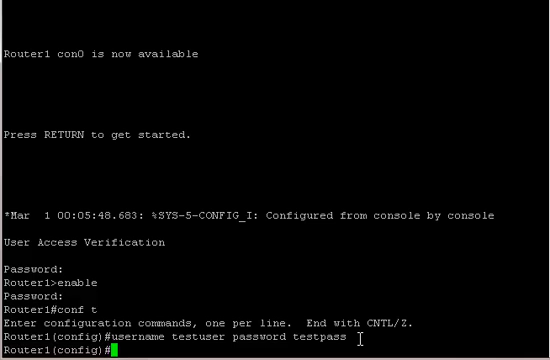 Router1 con0 is now available
Press RETURN to get started.
*Mar  1 00:05:48.683: %SYS-5-CONFIG_I: Configured from console by console
User Access Verification
Password:
Router1>enable
Password:
Router1#conf t
Enter configuration commands, one per line.  End with CNTL/Z.
Router1(config)#username testuser password testpass
Router1(config)#